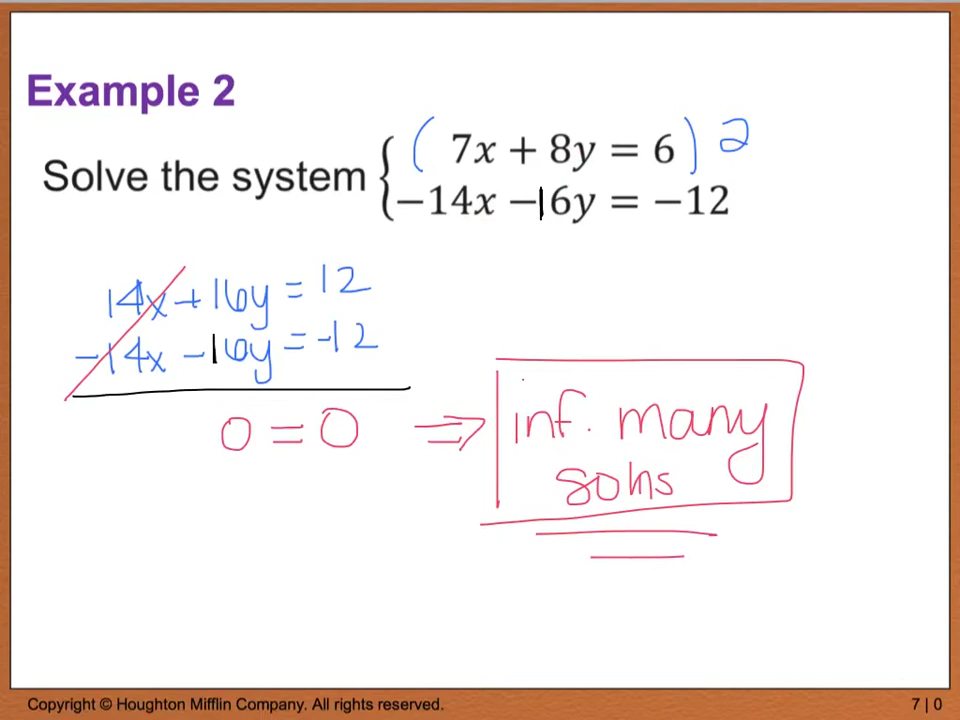 Example 2
( 7x + 8y = 6 ) 2
Solve the system {
−14x −16y = −12
14x + 16y = 12
-14x - 16y = -12
0 = 0 ⇒ inf. many
solns
Copyright © Houghton Mifflin Company. All rights reserved. 7 | 0